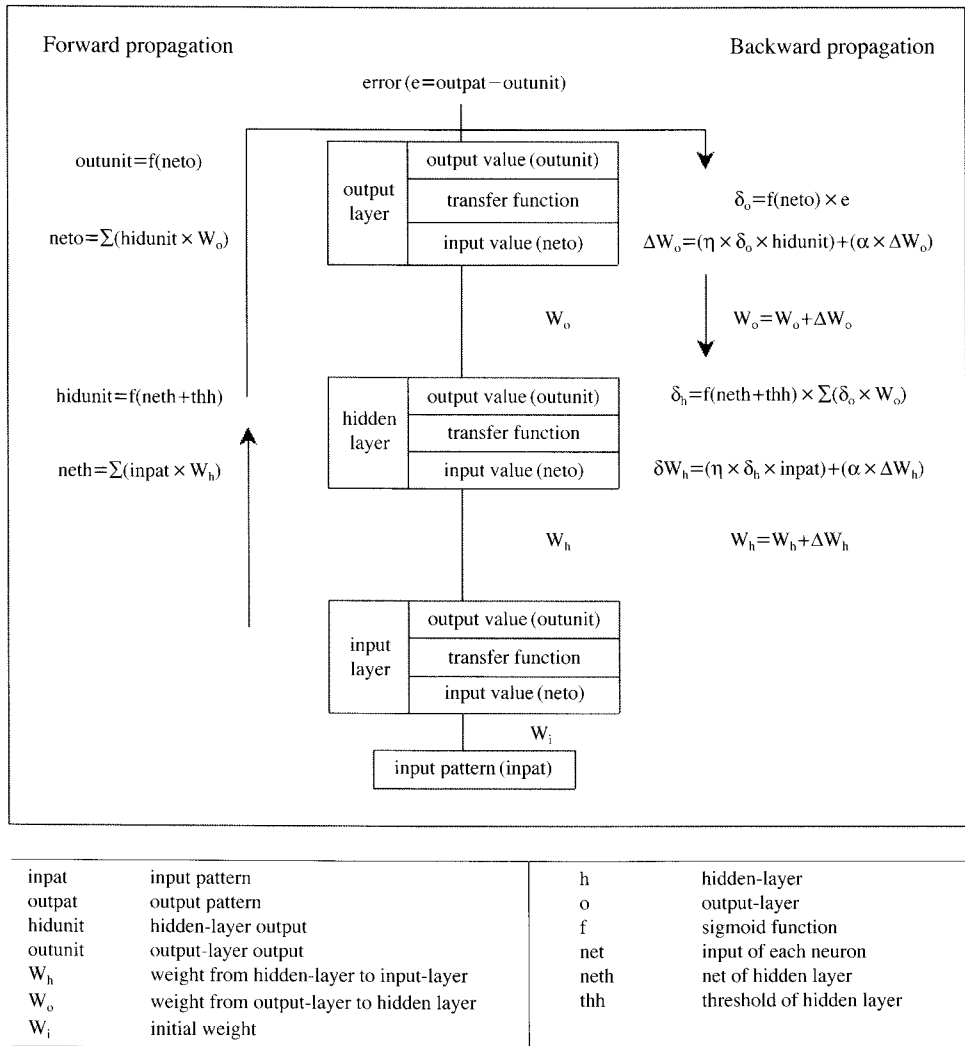 Forward propagation
Backward propagation
error (e=outpat−outunit)
outunit=f(neto)
neto=∑(hidunit × Wₒ)
output layer
output value (outunit)
transfer function
input value (neto)
δₒ=f(neto) × e
ΔWₒ=(η × δₒ × hidunit)+(α × ΔWₒ)
Wₒ
Wₒ=Wₒ+ΔWₒ
hidunit=f(neth+thh)
neth=∑(inpat × Wₕ)
hidden layer
output value (outunit)
transfer function
input value (neto)
δₕ=f(neth+thh) × ∑(δₒ × Wₒ)
δWₕ=(η × δₕ × inpat)+(α × ΔWₕ)
Wₕ
Wₕ=Wₕ+ΔWₕ
input layer
output value (outunit)
transfer function
input value (neto)
Wᵢ
input pattern (inpat)
inpat input pattern
outpat output pattern
hidunit hidden-layer output
outunit output-layer output
Wₕ weight from hidden-layer to input-layer
Wₒ weight from output-layer to hidden layer
Wᵢ initial weight
h hidden-layer
o output-layer
f sigmoid function
net input of each neuron
neth net of hidden layer
thh threshold of hidden layer